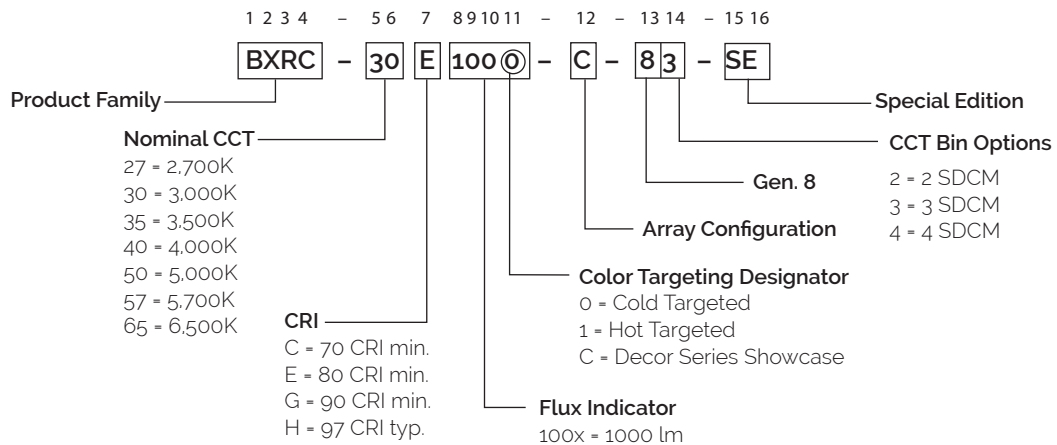 1 2 3 4 – 5 6 7 8 9 10 11 – 12 – 13 14 – 15 16
BXRC – 30 E 100 0 – C – 8 3 – SE
Product Family
Special Edition
Nominal CCT
27 = 2,700K
30 = 3,000K
35 = 3,500K
40 = 4,000K
50 = 5,000K
57 = 5,700K
65 = 6,500K
CCT Bin Options
2 = 2 SDCM
3 = 3 SDCM
4 = 4 SDCM
Gen. 8
Array Configuration
Color Targeting Designator
0 = Cold Targeted
1 = Hot Targeted
C = Decor Series Showcase
CRI
C = 70 CRI min.
E = 80 CRI min.
G = 90 CRI min.
H = 97 CRI typ.
Flux Indicator
100x = 1000 lm